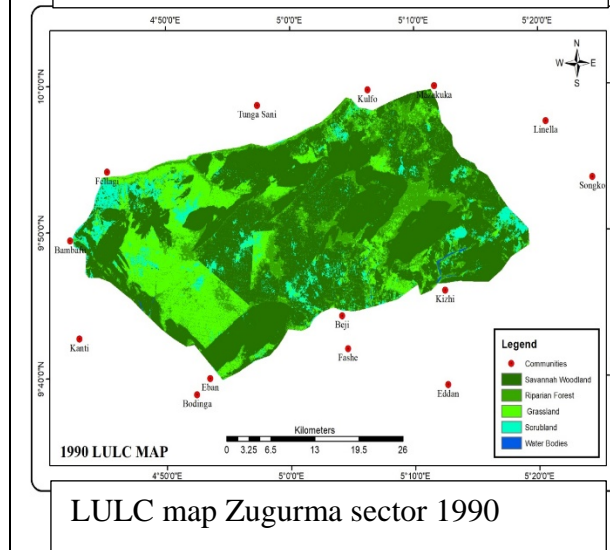 4°50'0"E 5°0'0"E 5°10'0"E 5°20'0"E
N
W E
S
10°0'0"N
Kulfo
Mazakuka
Tunga Sani
Linella
Fellagi
Songko
9°50'0"N
Bambara
Kizhi
Beji
Kanti
Fashe
9°40'0"N
Eban
Bodinga
Eddan
Legend
Communities
Savannah Woodland
Riparian Forest
Grassland
Scrubland
Water Bodies
Kilometers
0 3.25 6.5 13 19.5 26
1990 LULC MAP
4°50'0"E 5°0'0"E 5°10'0"E 5°20'0"E
LULC map Zugurma sector 1990